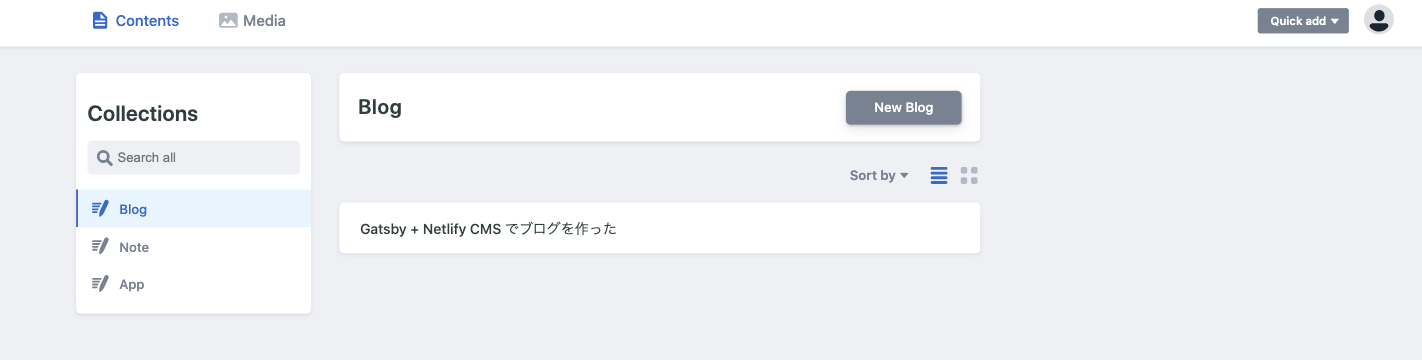 Contents
Media
Quick add
Collections
Search all
Blog
Note
App
Blog
New Blog
Sort by
Gatsby + Netlify CMS でブログを作った